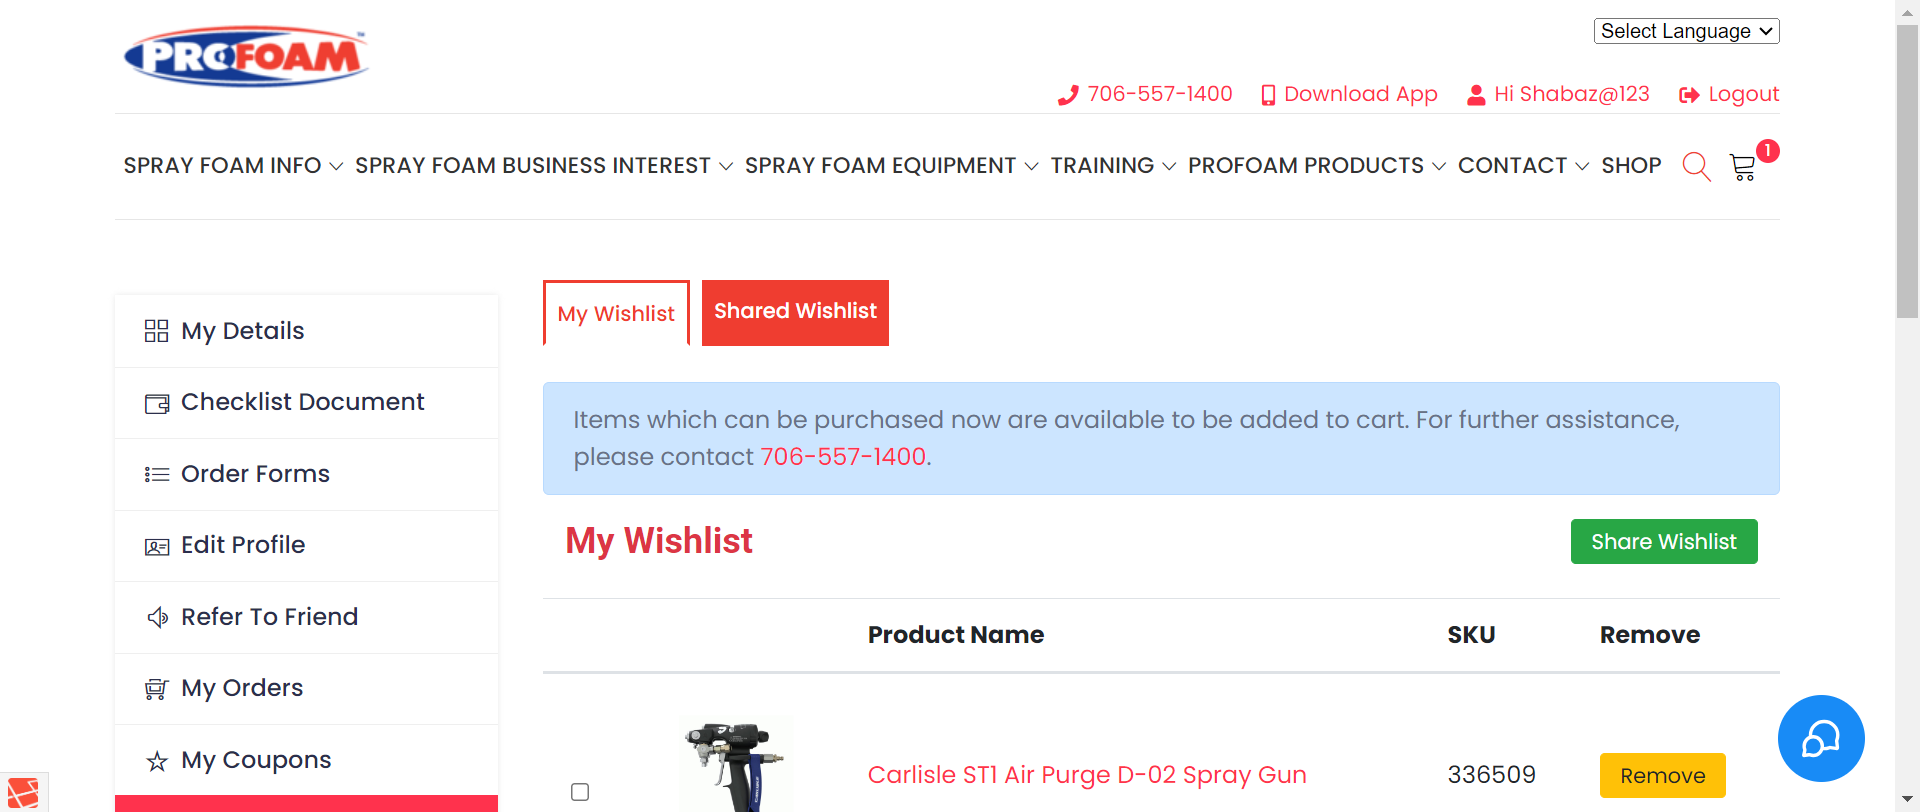 PROFOAM™
Select Language
706-557-1400 Download App Hi Shabaz@123 Logout
SPRAY FOAM INFO SPRAY FOAM BUSINESS INTEREST SPRAY FOAM EQUIPMENT TRAINING PROFOAM PRODUCTS CONTACT SHOP 1
My Details
Checklist Document
Order Forms
Edit Profile
Refer To Friend
My Orders
My Coupons
My Wishlist Shared Wishlist
Items which can be purchased now are available to be added to cart. For further assistance,
please contact 706-557-1400.
My Wishlist Share Wishlist
Product Name SKU Remove
Carlisle ST1 Air Purge D-02 Spray Gun 336509 Remove